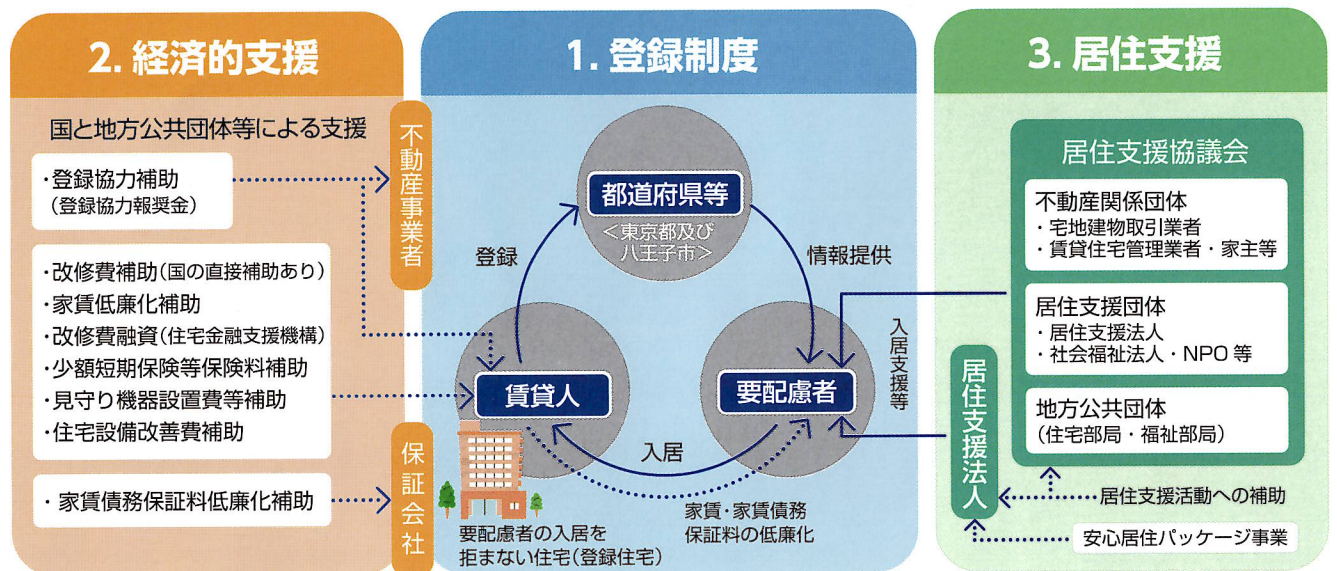 2. 経済的支援
国と地方公共団体等による支援
・登録協力補助
(登録協力報奨金)
・改修費補助(国の直接補助あり)
・家賃低廉化補助
・改修費融資(住宅金融支援機構)
・少額短期保険等保険料補助
・見守り機器設置費等補助
・住宅設備改善費補助
・家賃債務保証料低廉化補助
不動産事業者
保証会社
1. 登録制度
都道府県等
<東京都及び
八王子市>
登録
情報提供
賃貸人
要配慮者
入居
入居支援等
家賃・家賃債務
保証料の低廉化
要配慮者の入居を
拒まない住宅(登録住宅)
3. 居住支援
居住支援協議会
不動産関係団体
・宅地建物取引業者
・賃貸住宅管理業者・家主等
居住支援団体
・居住支援法人
・社会福祉法人・NPO 等
地方公共団体
(住宅部局・福祉部局)
居住支援法人
居住支援活動への補助
安心居住パッケージ事業